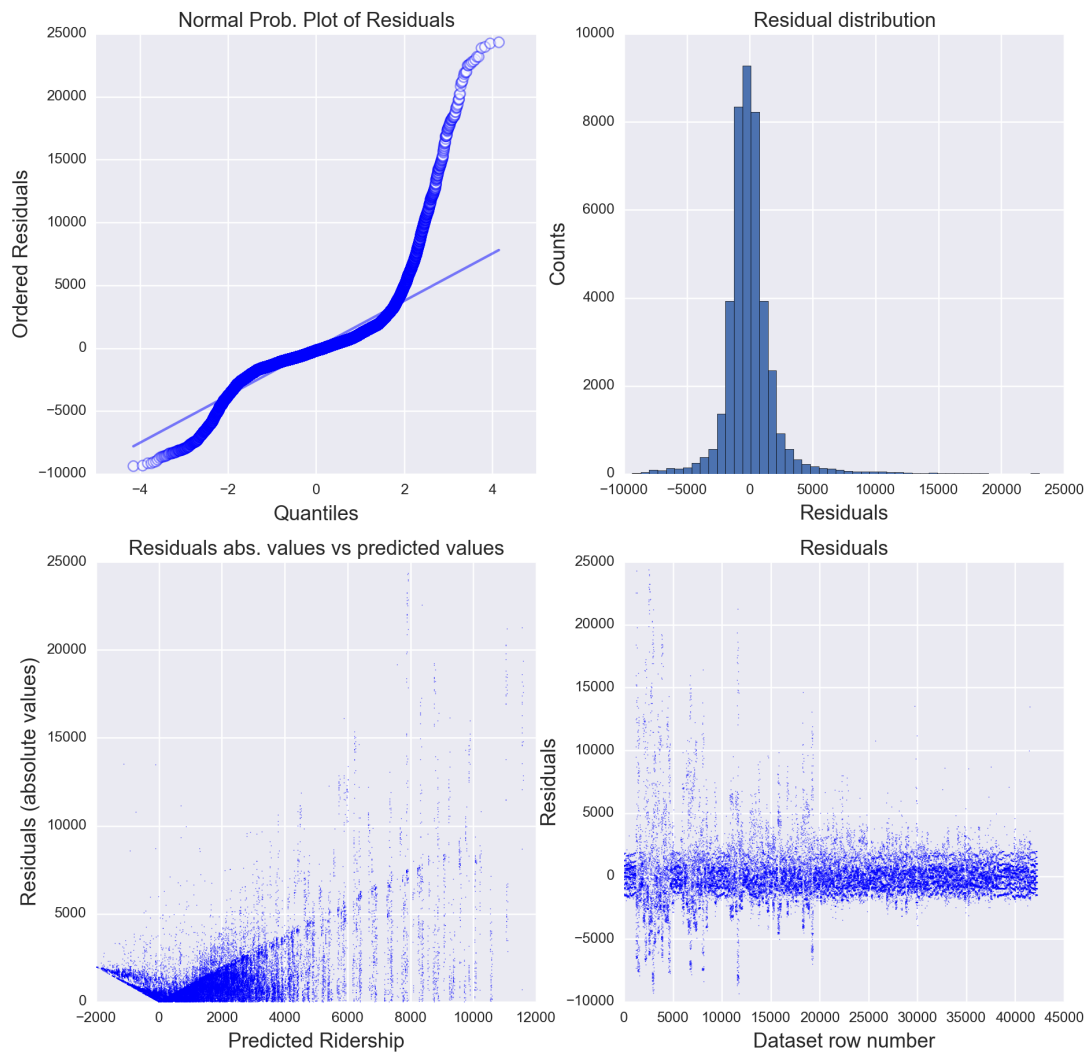 Normal Prob. Plot of Residuals
25000
20000
15000
10000
5000
0
−5000
−10000
Ordered Residuals
−4 −2 0 2 4
Quantiles
Residual distribution
10000
8000
6000
4000
2000
0
Counts
−10000 −5000 0 5000 10000 15000 20000 25000
Residuals
Residuals abs. values vs predicted values
25000
20000
15000
10000
5000
0
Residuals (absolute values)
−2000 0 2000 4000 6000 8000 10000 12000
Predicted Ridership
Residuals
25000
20000
15000
10000
5000
0
−5000
−10000
Residuals
0 5000 10000 15000 20000 25000 30000 35000 40000 45000
Dataset row number